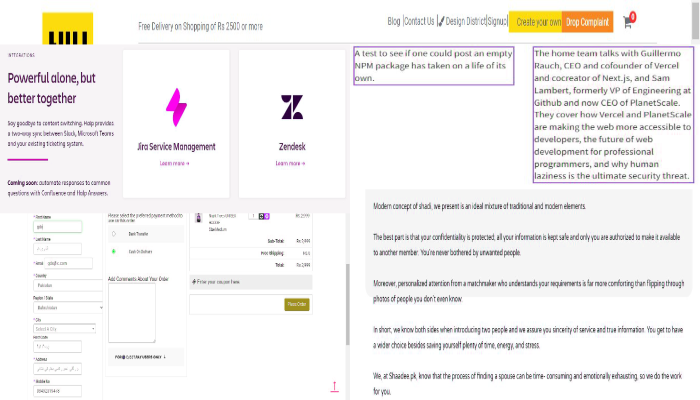 Free Delivery on Shopping of Rs 2500 or more
Blog |Contact Us | Design District|Signup|
Create your own
Drop Complaint
0
INTEGRATIONS
Powerful alone, but
better together
Say goodbye to context switching. Halp provides
a two-way sync between Slack, Microsoft Teams
and your existing ticketing system.
Coming soon: automate responses to common
questions with Confluence and Halp Answers.
Jira Service Management
Learn more →
Zendesk
Learn more →
A test to see if one could post an empty
NPM package has taken on a life of its
own.
The home team talks with Guillermo
Rauch, CEO and cofounder of Vercel
and cocreator of Next.js, and Sam
Lambert, formerly VP of Engineering at
Github and now CEO of PlanetScale.
They cover how Vercel and PlanetScale
are making the web more accessible to
developers, the future of web
development for professional
programmers, and why human
laziness is the ultimate security threat.
Modern concept of shadi, we present is an ideal mixture of traditional and modern elements.
The best part is that your confidentiality is protected; all your information is kept safe and only you are authorized to make it available
to another member. You're never bothered by unwanted people.
Moreover, personalized attention from a matchmaker who understands your requirements is far more comforting than flipping through
photos of people you don't even know
In short, we know both sides when introducing two people and we assure you sincerity of service and true information. You get to have
a wider choice besides saving yourself plenty of time, energy, and stress.
We, at Shaadee.pk, know that the process of finding a spouse can be time- consuming and emotionally exhausting, so we do the work
for you.
* First Name
* Last Name
* Email
* Country
Pakistan
Region / State
* City
Select A City
Post Code
* Address
* Mobile No
Please select the preferred payment method to
use on this order.
Bank Transfer
Cash On Delivery
Add Comments About Your Order
Sub-Total:
Rs 2,999
Free Shipping
Rs 0
Total:
Rs 2,999
Enter your coupon here
Place Order